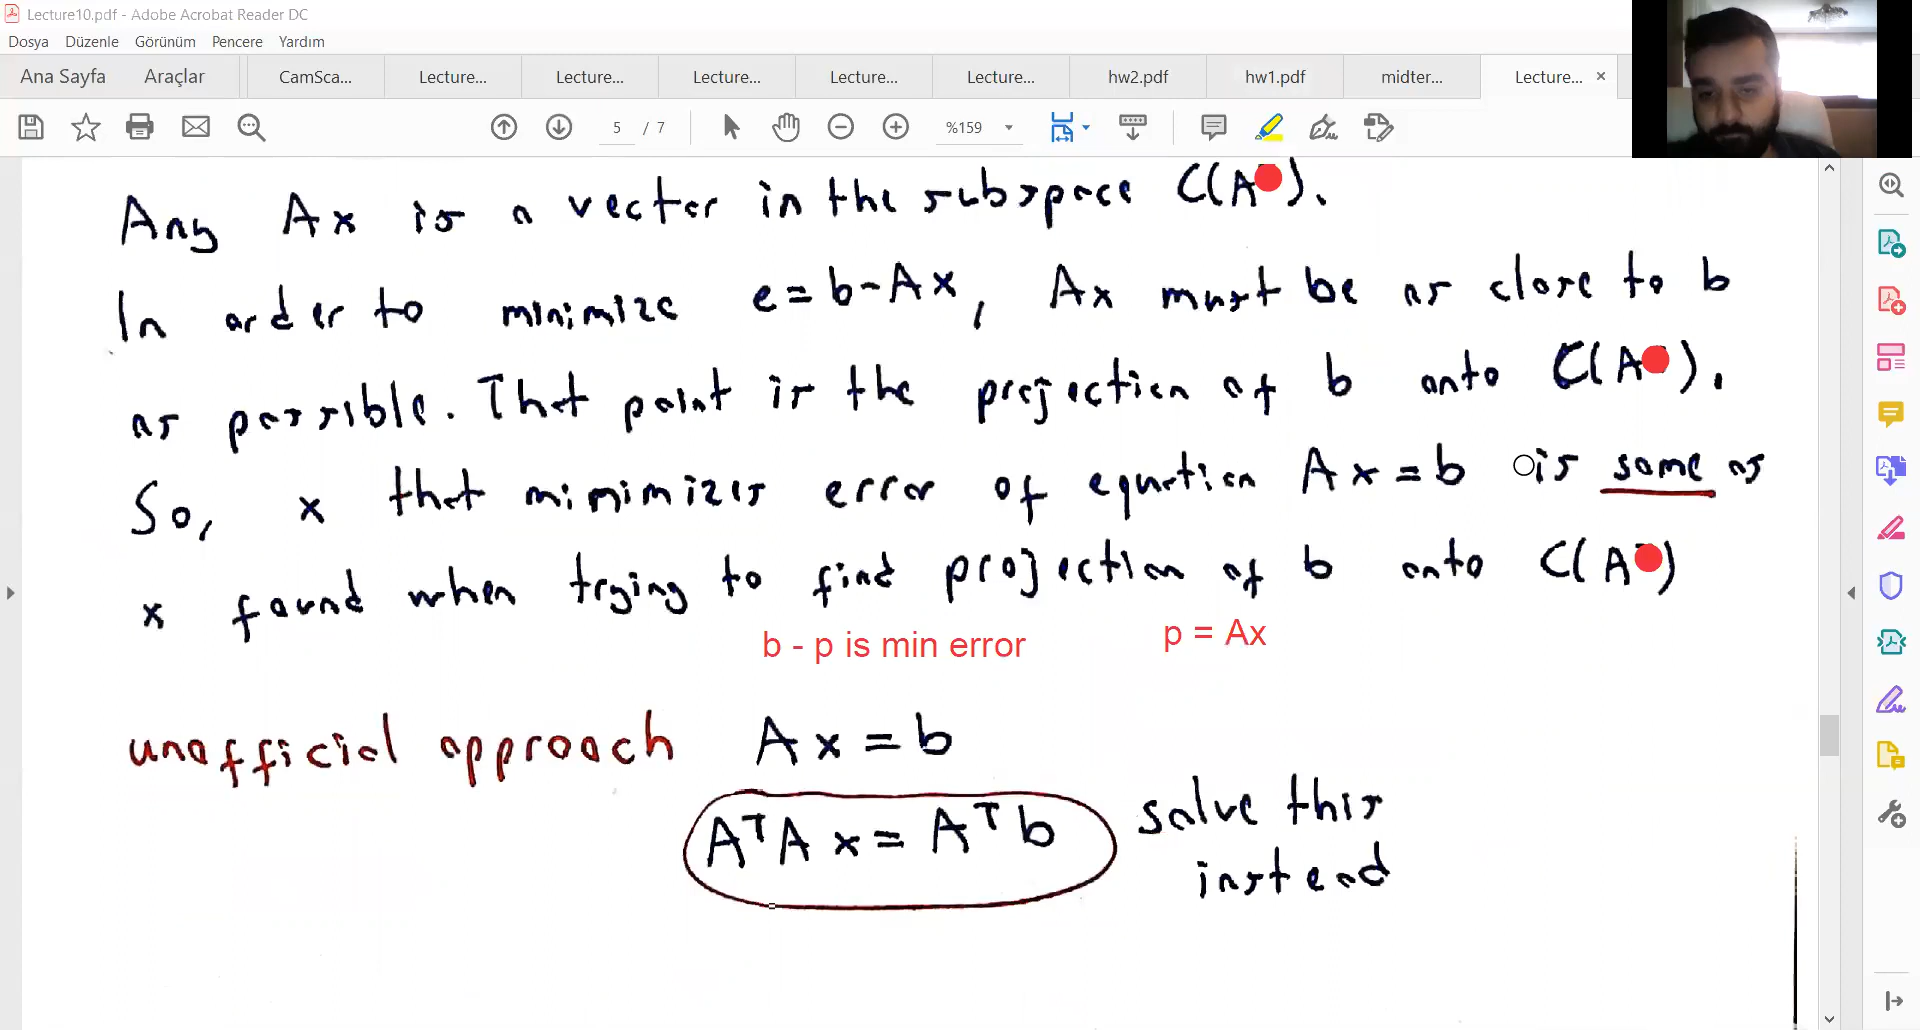 Lecture10.pdf - Adobe Acrobat Reader DC
Dosya Düzenle Görünüm Pencere Yardım
Ana Sayfa Araçlar CamSca... Lecture... Lecture... Lecture... Lecture... Lecture... hw2.pdf hw1.pdf midter... Lecture... ×
5 / 7 %159
Any Ax is a vector in the subspace C(A).
In order to minimize e = b - Ax, Ax must be as close to b
as possible. That point is the projection of b onto C(A).
So, x that minimizes error of equation Ax = b is same as
x found when trying to find projection of b onto C(A)
b - p is min error p = Ax
unofficial approach Ax = b
AᵀA x = Aᵀ b solve this
instead